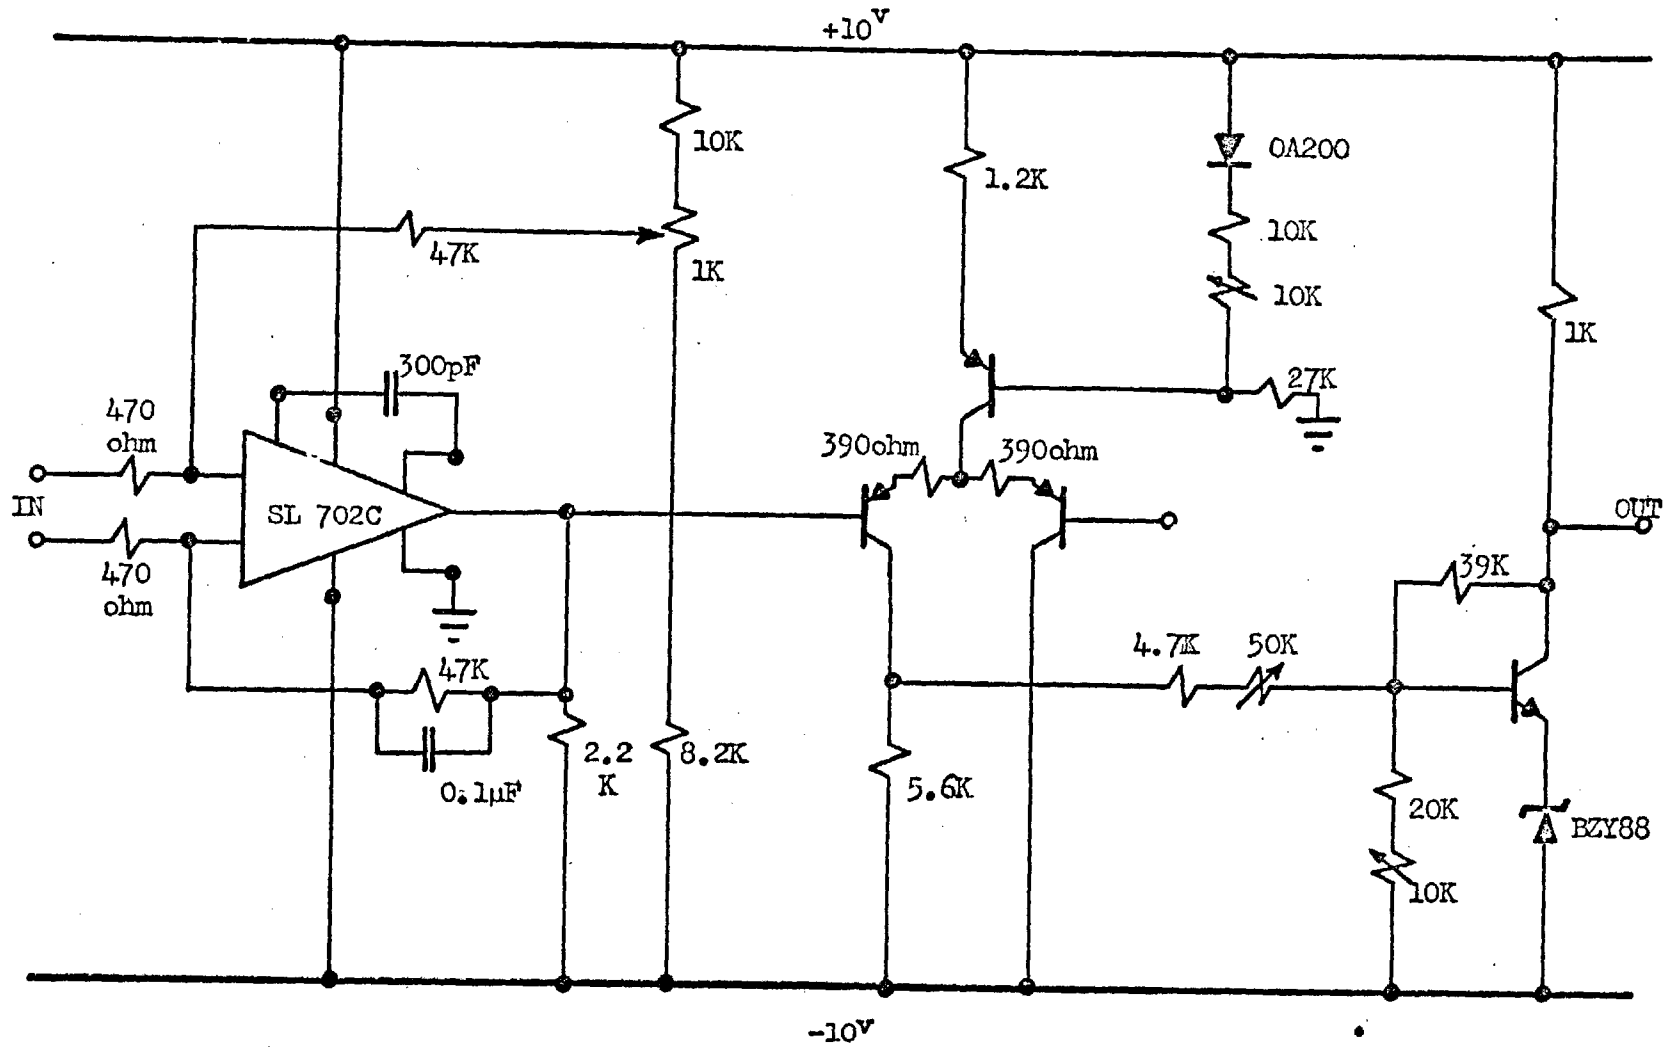 +10V
10K
1.2K
OA200
47K
1K
10K
10K
1K
300pF
27K
470
ohm
390ohm
390ohm
IN
SL 702C
OUT
470
ohm
39K
47K
4.7K
50K
2.2
K
8.2K
0.1µF
5.6K
20K
BZY88
10K
-10V